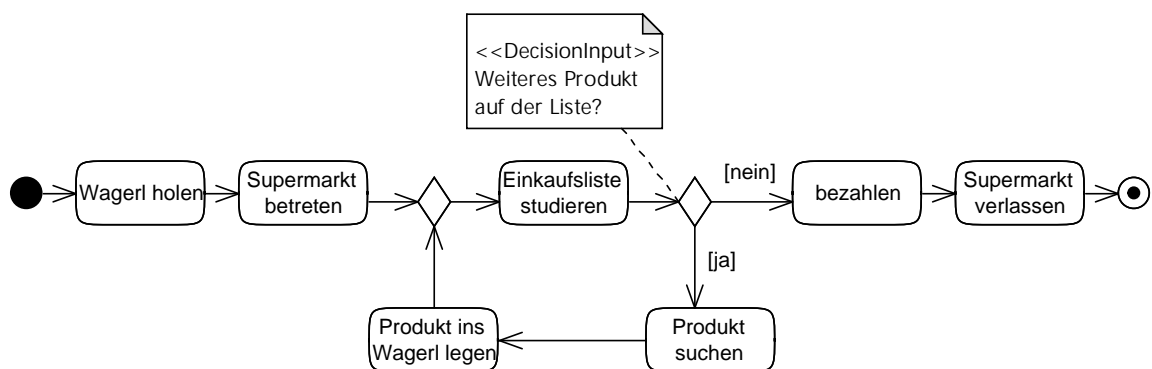 <<DecisionInput>>
Weiteres Produkt
auf der Liste?
Wagerl holen
Supermarkt
betreten
Einkaufsliste
studieren
[nein]
bezahlen
Supermarkt
verlassen
[ja]
Produkt ins
Wagerl legen
Produkt
suchen